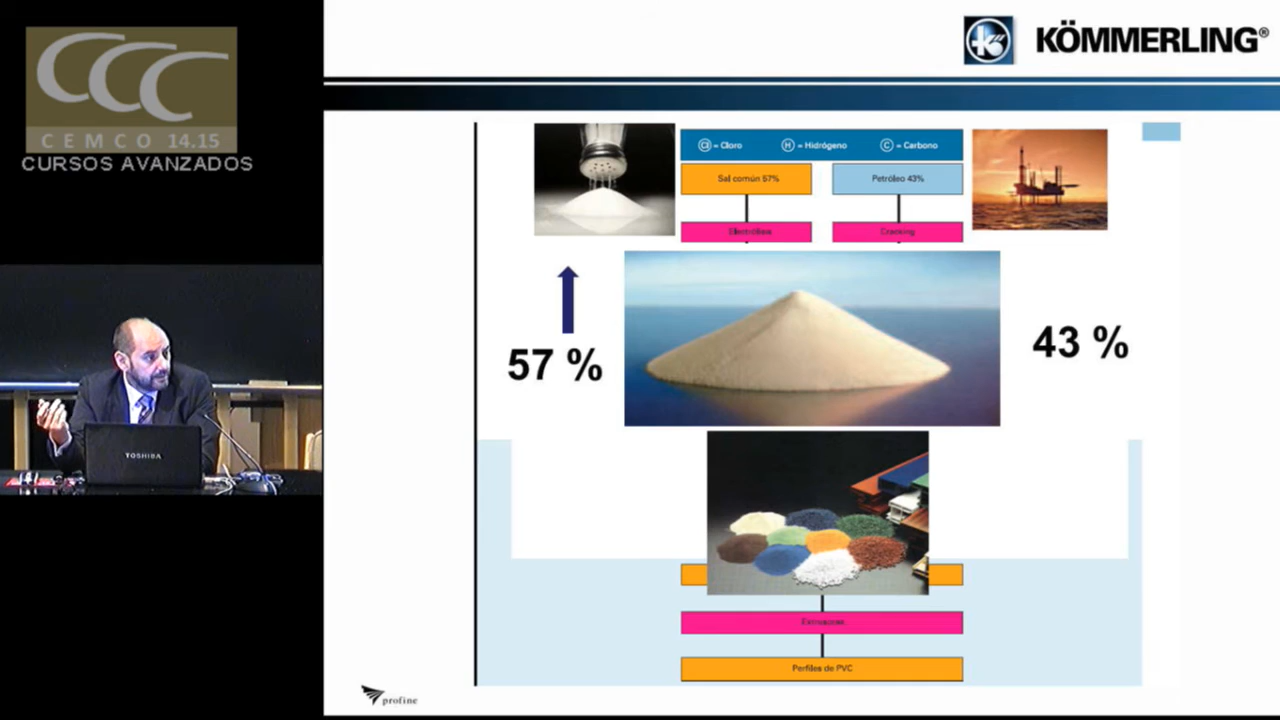 CCC
CEMCO 14.15
CURSOS AVANZADOS
TOSHIBA
KÖMMERLING®
Cl = Cloro H = Hidrógeno C = Carbono
Sal común 57% Petróleo 43%
Electrólisis Cracking
57 % 43 %
Extrusión
Perfiles de PVC
profine